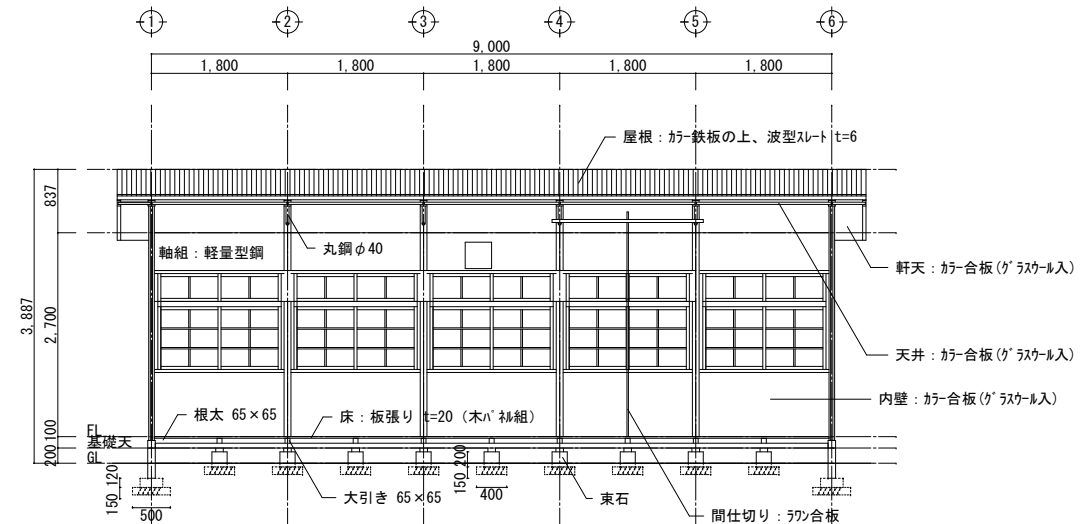 1 2 3 4 5 6
9,000
1,800 1,800 1,800 1,800 1,800
屋根：ｶﾗｰ鉄板の上、波型ｽﾚｰﾄ t=6
837
丸鋼φ40
軸組：軽量型鋼
軒天：ｶﾗｰ合板(ｸﾞﾗｽｳｰﾙ入)
3,887
2,700
天井：ｶﾗｰ合板(ｸﾞﾗｽｳｰﾙ入)
内壁：ｶﾗｰ合板(ｸﾞﾗｽｳｰﾙ入)
根太 65×65
床：板張り t=20（木ﾊﾟﾈﾙ組）
FL
100
基礎天
200
GL
150 120
500
大引き 65×65
150 200
400
束石
間仕切り：ﾗﾜﾝ合板